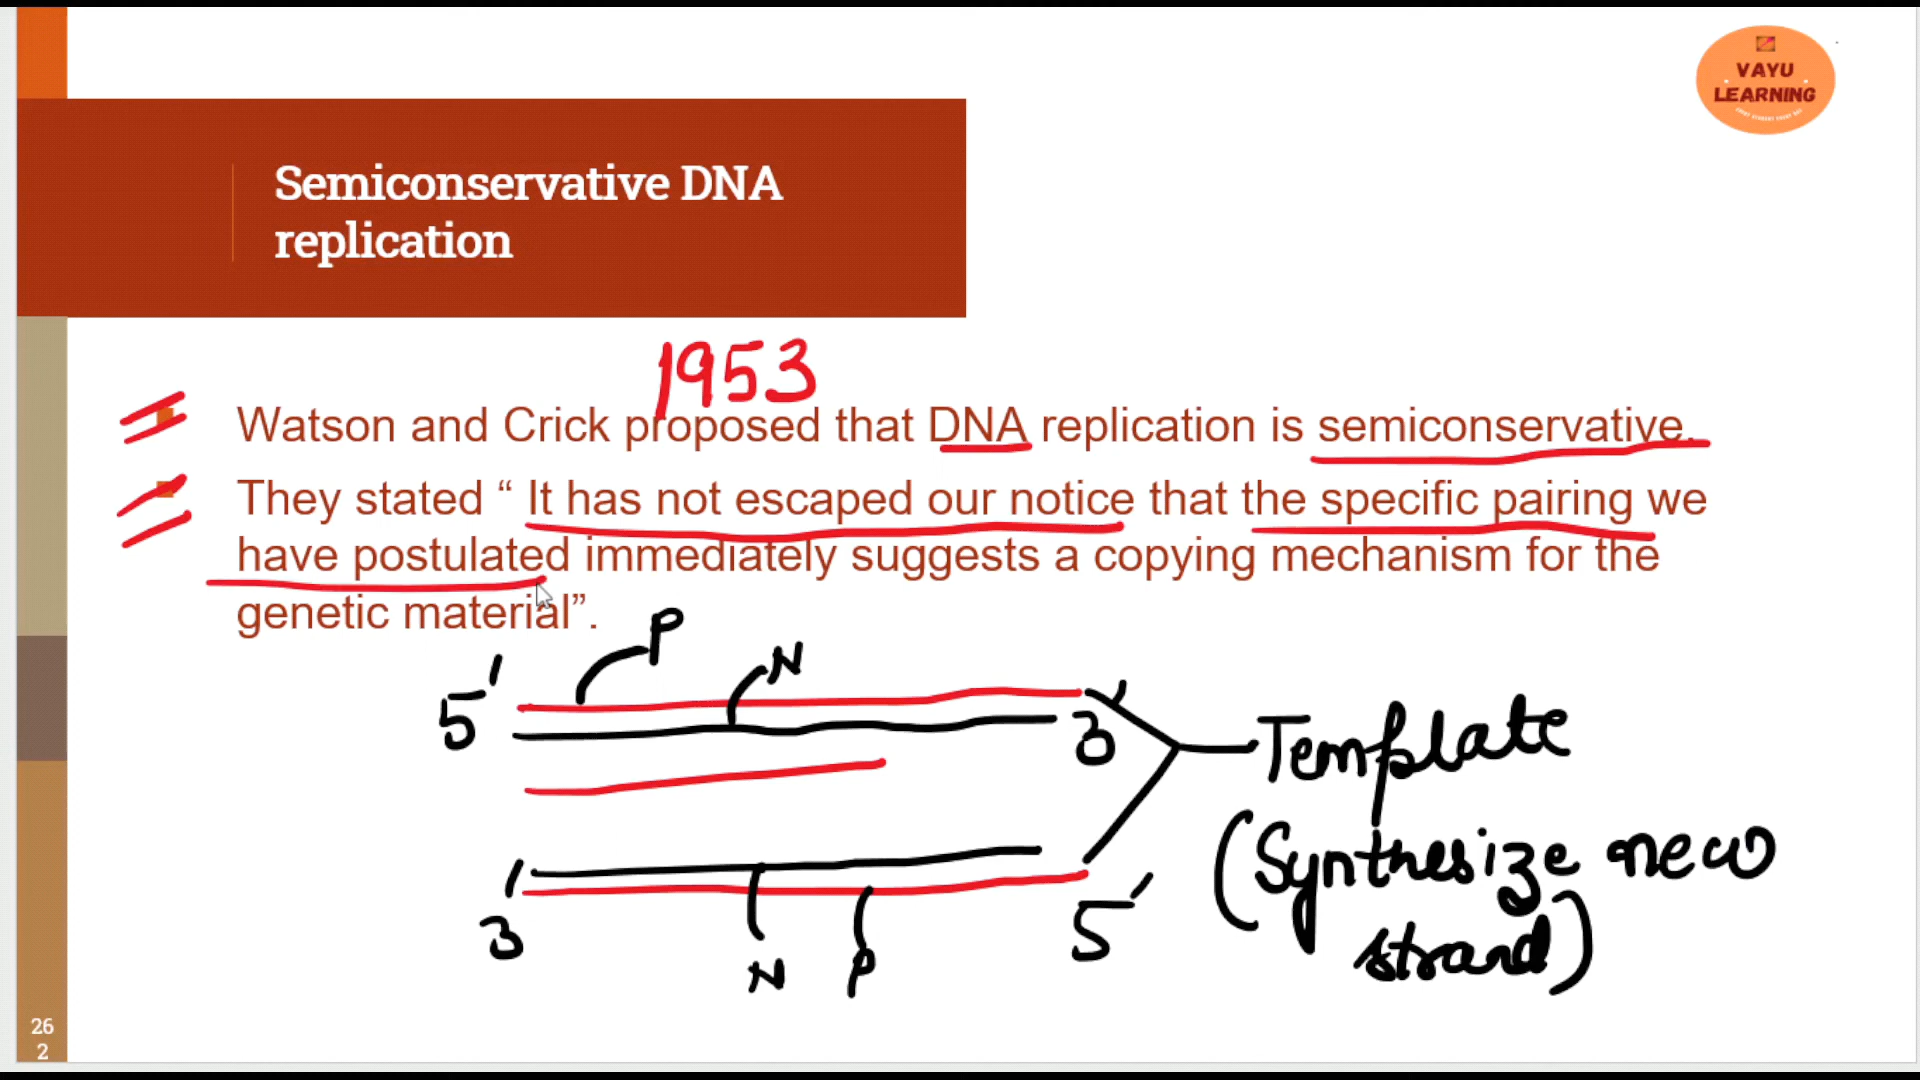 VAYU
LEARNING
Semiconservative DNA
replication
1953
Watson and Crick proposed that DNA replication is semiconservative.
They stated “ It has not escaped our notice that the specific pairing we
have postulated immediately suggests a copying mechanism for the
genetic material”.
P
N
5'
3'
Template
(Synthesize new
strand)
3'
5'
N
P
26
2